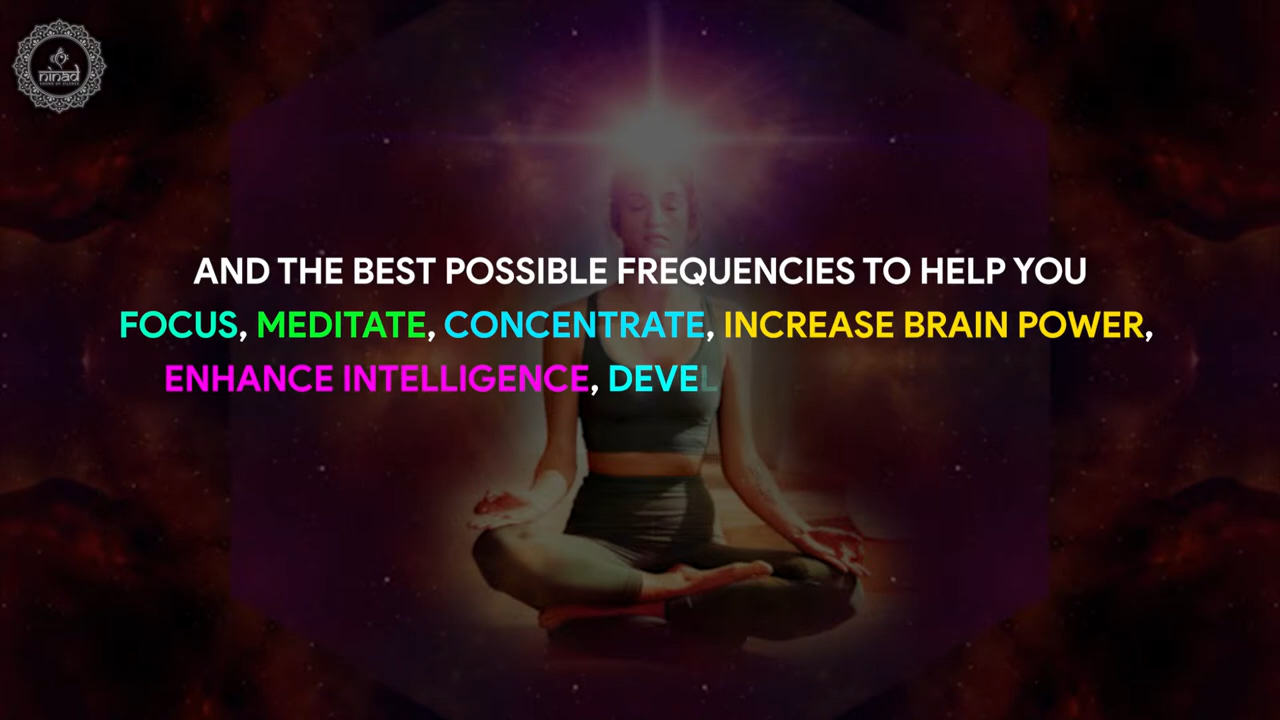 ninad
AND THE BEST POSSIBLE FREQUENCIES TO HELP YOU
FOCUS, MEDITATE, CONCENTRATE, INCREASE BRAIN POWER,
ENHANCE INTELLIGENCE, DEVEL